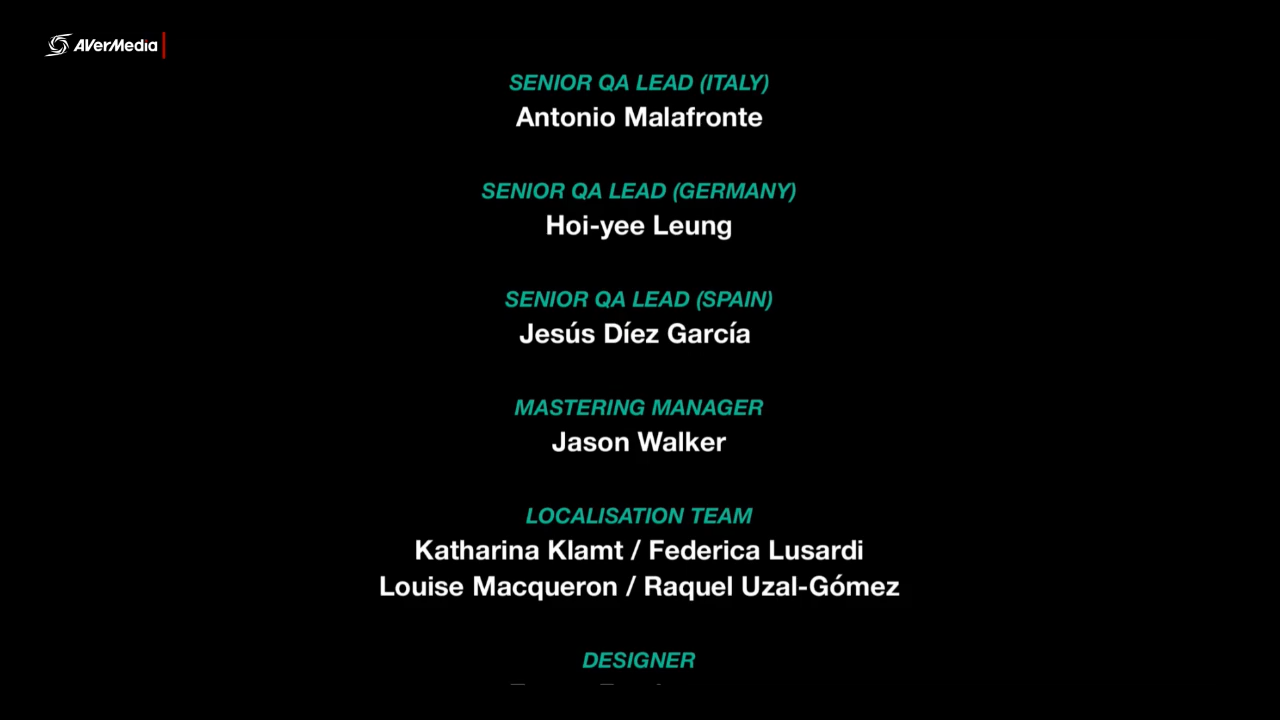 AVerMedia
SENIOR QA LEAD (ITALY)
Antonio Malafronte
SENIOR QA LEAD (GERMANY)
Hoi-yee Leung
SENIOR QA LEAD (SPAIN)
Jesús Díez García
MASTERING MANAGER
Jason Walker
LOCALISATION TEAM
Katharina Klamt / Federica Lusardi
Louise Macqueron / Raquel Uzal-Gómez
DESIGNER